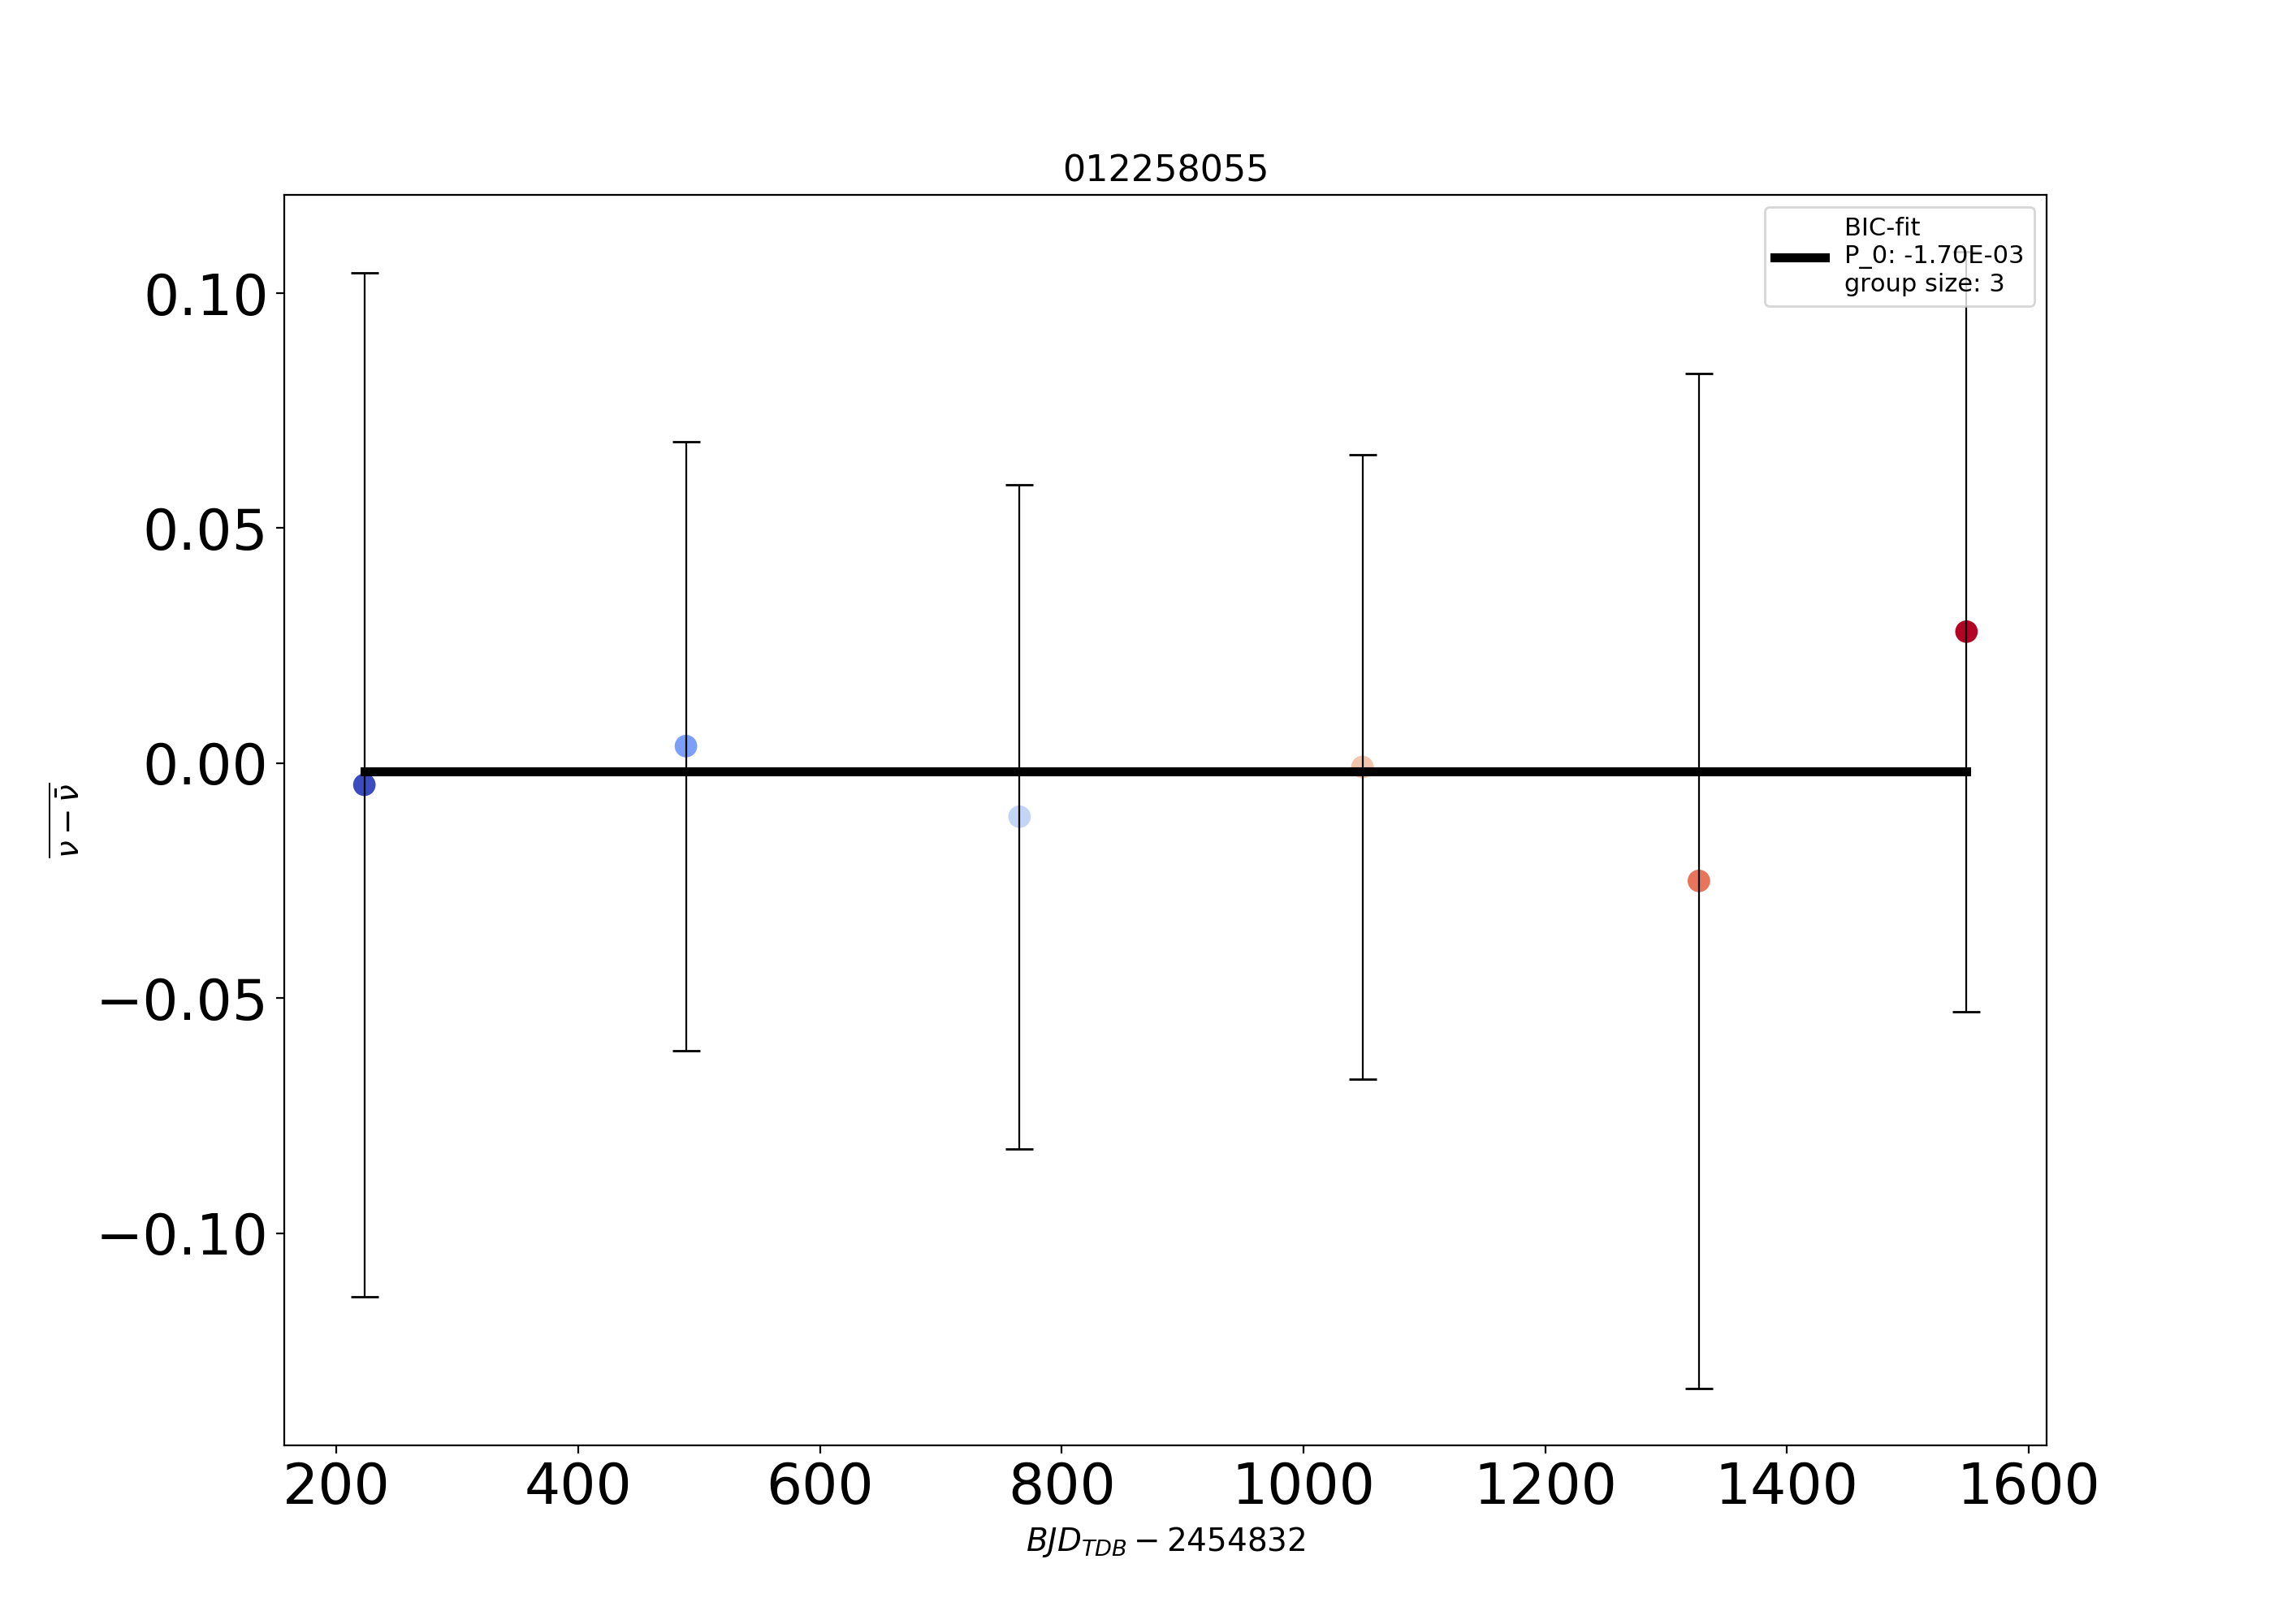 012258055
BIC-fit
P_0: -1.70E-03
group size: 3
0.10
0.05
0.00
−0.05
−0.10
ν − ν̄
200 400 600 800 1000 1200 1400 1600
BJD_TDB − 2454832